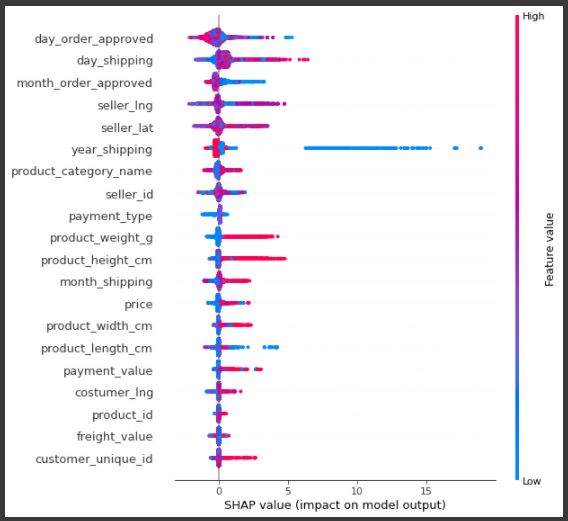 High
day_order_approved
day_shipping
month_order_approved
seller_lng
seller_lat
year_shipping
product_category_name
seller_id
payment_type
product_weight_g
product_height_cm
month_shipping
price
product_width_cm
product_length_cm
payment_value
costumer_lng
product_id
freight_value
customer_unique_id
Feature value
Low
0 5 10 15
SHAP value (impact on model output)